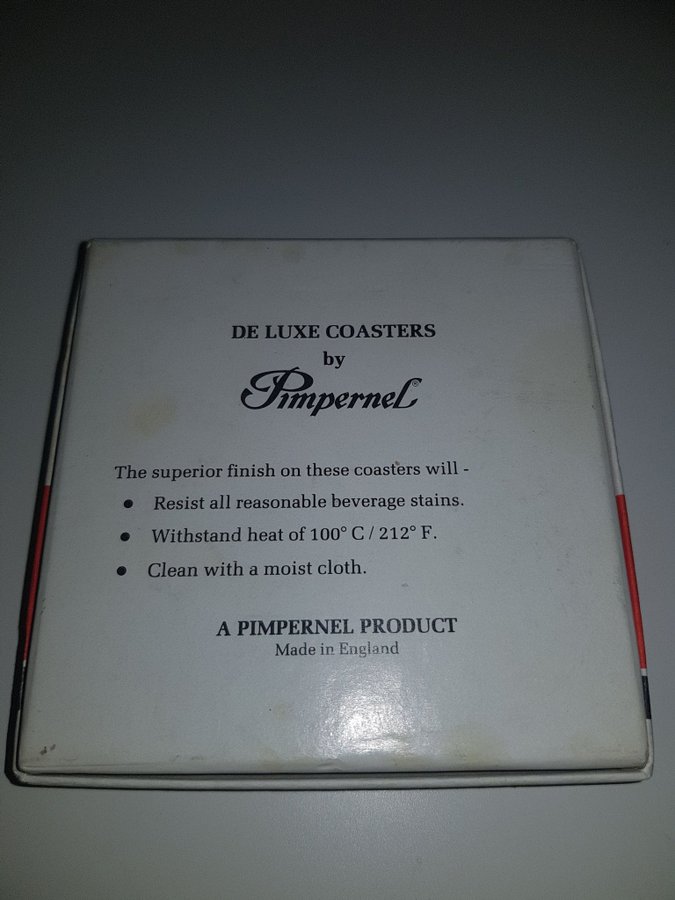 DE LUXE COASTERS
by
Pimpernel®
The superior finish on these coasters will -
• Resist all reasonable beverage stains.
• Withstand heat of 100° C / 212° F.
• Clean with a moist cloth.
A PIMPERNEL PRODUCT
Made in England